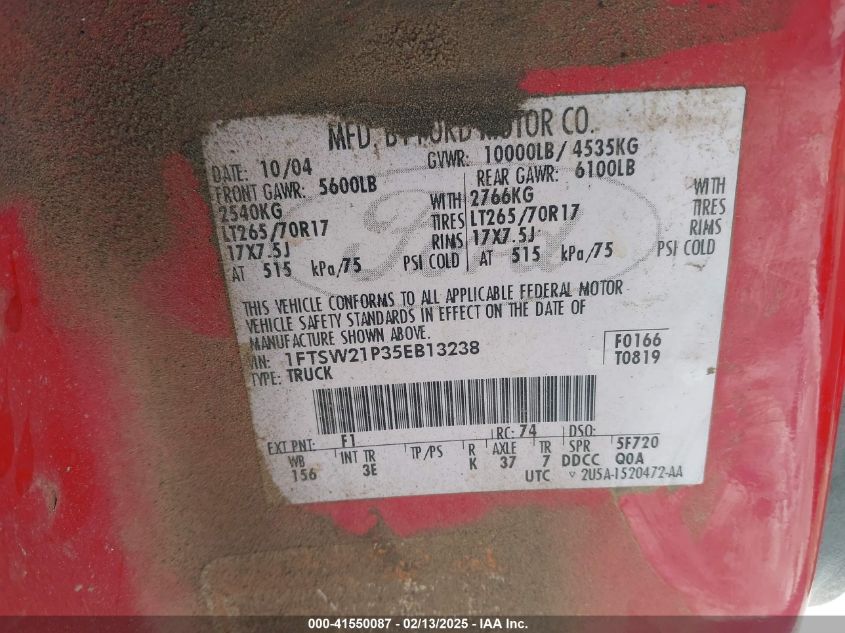 MFD. BY FORD MOTOR CO.
DATE: 10/04 GVWR: 10000LB/ 4535KG
FRONT GAWR: 5600LB REAR GAWR: 6100LB
2540KG WITH 2766KG WITH
LT265/70R17 TIRES LT265/70R17 TIRES
17X7.5J RIMS 17X7.5J RIMS
AT 515 kPa/75 PSI COLD AT 515 kPa/75 PSI COLD
THIS VEHICLE CONFORMS TO ALL APPLICABLE FEDERAL MOTOR
VEHICLE SAFETY STANDARDS IN EFFECT ON THE DATE OF
MANUFACTURE SHOWN ABOVE.
VIN: 1FTSW21P35EB13238 F0166
TYPE: TRUCK T0819
EXT PNT: F1 RC: 74 DSO:
WB INT TR TP/PS R AXLE TR SPR 5F720
156 3E K 37 7 DDCC Q0A
UTC ▽ 2U5A-1520472-AA
Ford
000-41550087 - 02/13/2025 - IAA Inc.